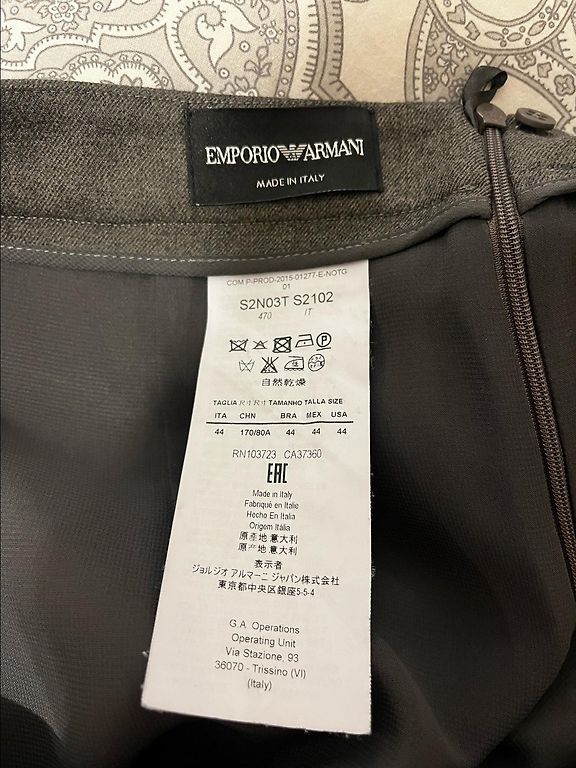 EMPORIO ARMANI
MADE IN ITALY
COM P-PROD-2015-01277-E-NOTG
01
S2N03T S2102
470 IT
自然乾燥
TAGLIA 尺寸 尺寸 TAMANHO TALLA SIZE
ITA CHN BRA MEX USA
44 170/80A 44 44 44
RN103723 CA37360
EAC
Made in Italy
Fabriqué en Italie
Hecho En Italia
Origem Itália
原產地 意大利
原产地 意大利
表示者
ジョルジオ アルマーニ ジャパン株式会社
東京都中央区銀座5-5-4
G.A. Operations
Operating Unit
Via Stazione, 93
36070 - Trissino (VI)
(Italy)